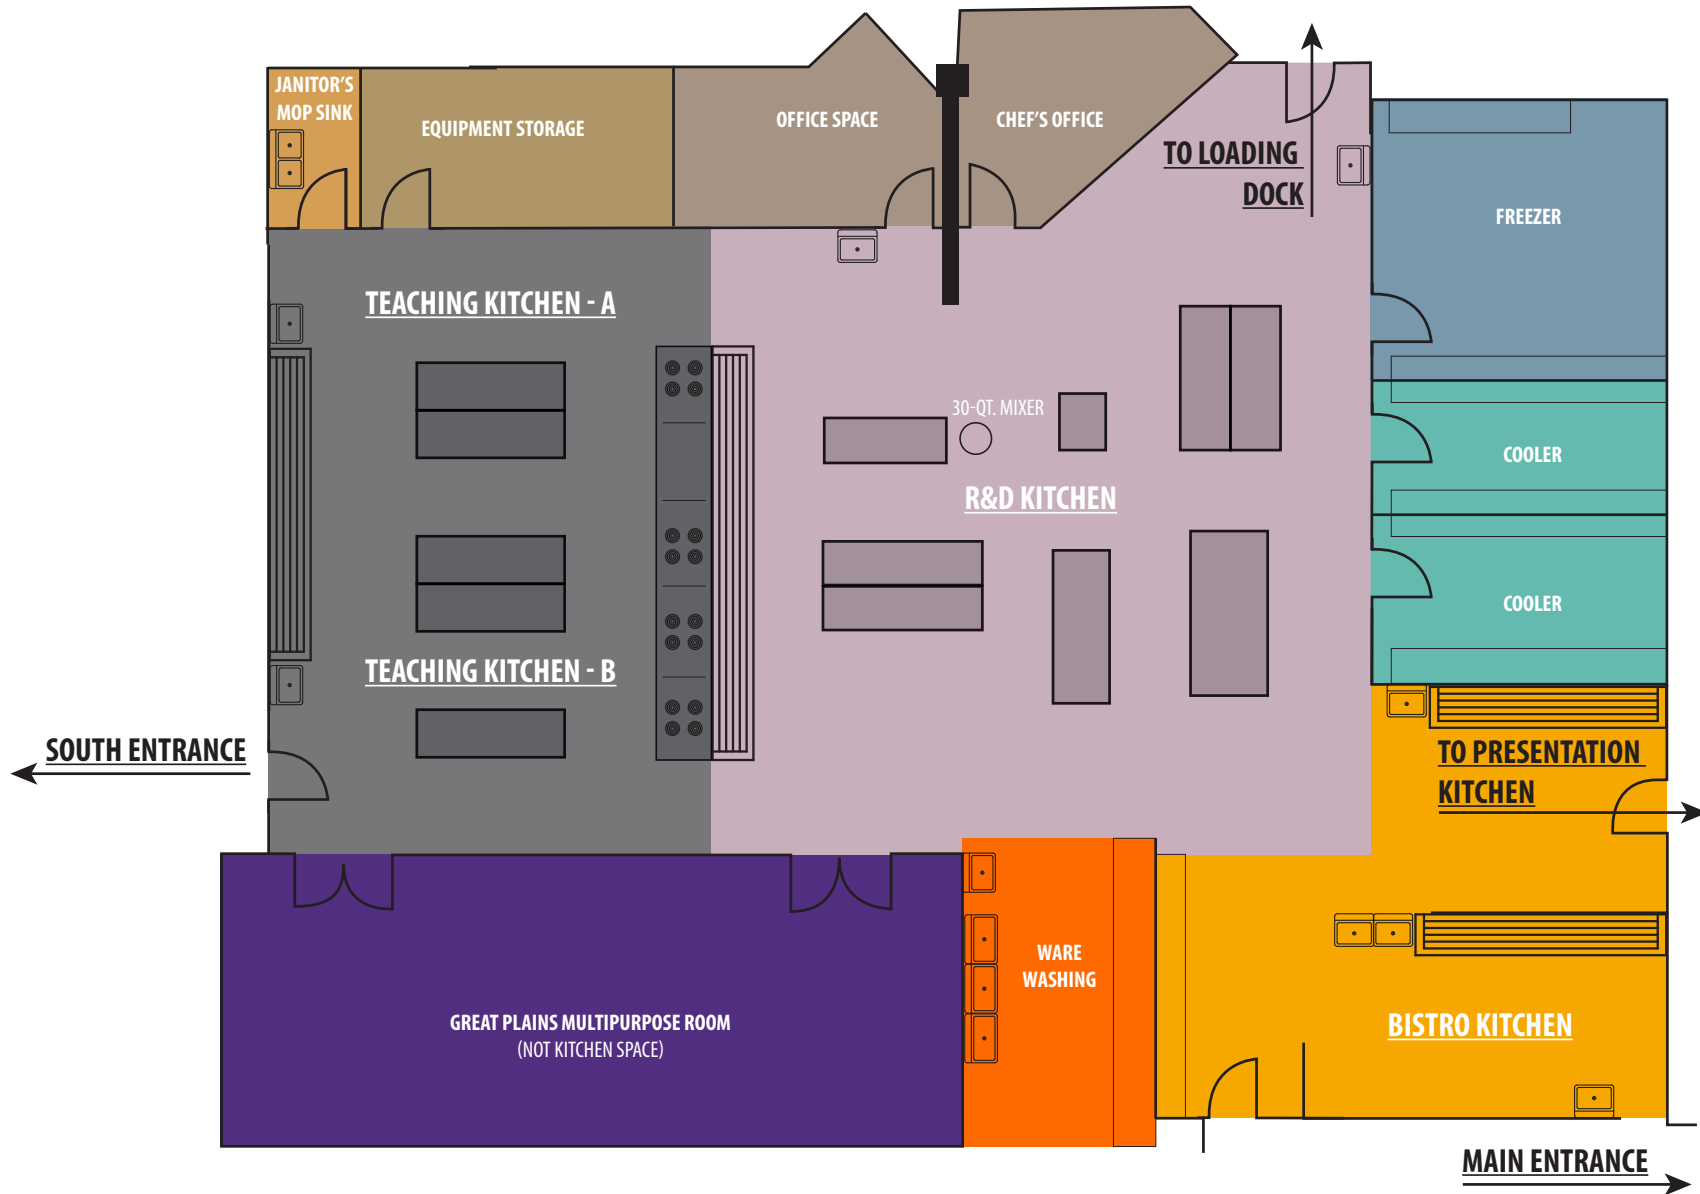 JANITOR'S
MOP SINK
EQUIPMENT STORAGE
OFFICE SPACE
CHEF'S OFFICE
TO LOADING
DOCK
FREEZER
TEACHING KITCHEN - A
30-QT. MIXER
COOLER
R&D KITCHEN
COOLER
TEACHING KITCHEN - B
SOUTH ENTRANCE
TO PRESENTATION
KITCHEN
WARE
WASHING
GREAT PLAINS MULTIPURPOSE ROOM
(NOT KITCHEN SPACE)
BISTRO KITCHEN
MAIN ENTRANCE